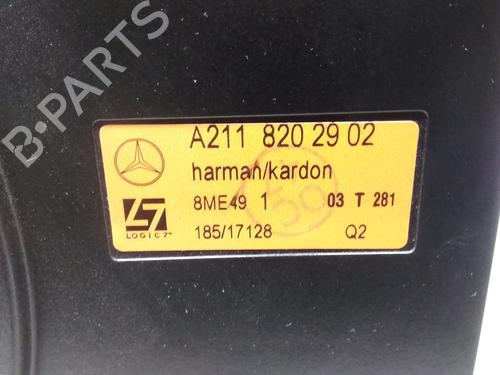 B-PARTS
A211 820 29 02
harman/kardon
8ME49 1 03 T 281
LOGIC 7
185/17128 Q2